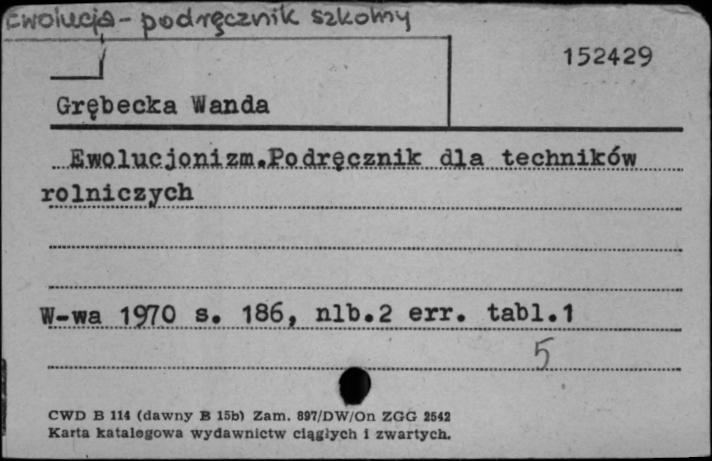 Ewolucja - podręcznik szkolny
152429
Grębecka Wanda
Ewolucjonizm.Podręcznik dla techników
rolniczych
W-wa 1970 s. 186, nlb.2 err. tabl.1
5
CWD B 114 (dawny B 15b) Zam. 897/DW/On ZGG 2542
Karta katalogowa wydawnictw ciągłych i zwartych.